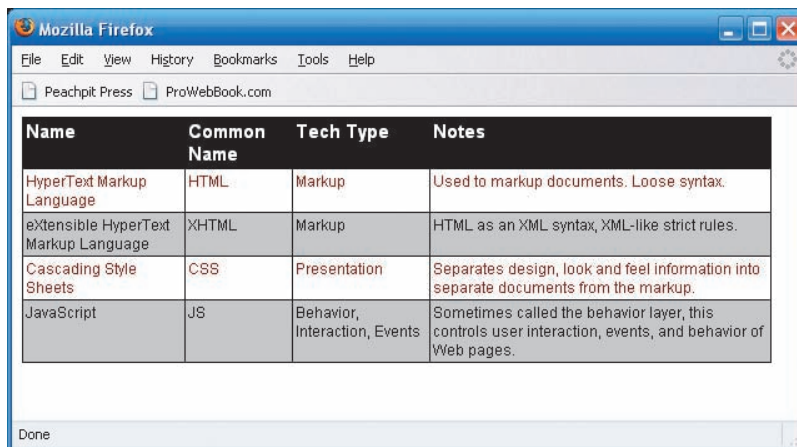 Mozilla Firefox
File Edit View History Bookmarks Tools Help
Peachpit Press ProWebBook.com
Name Common Tech Type Notes
Name
HyperText Markup HTML Markup Used to markup documents. Loose syntax.
Language
eXtensible HyperText XHTML Markup HTML as an XML syntax, XML-like strict rules.
Markup Language
Cascading Style CSS Presentation Separates design, look and feel information into
Sheets separate documents from the markup.
JavaScript JS Behavior, Sometimes called the behavior layer, this
Interaction, Events controls user interaction, events, and behavior of
Web pages.
Done